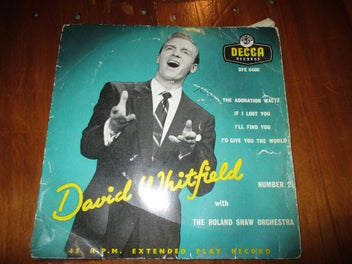 DECCA
RECORDS
DFE 6400
THE ADORATION WALTZ
IF I LOST YOU
I'LL FIND YOU
I'D GIVE YOU THE WORLD
David Whitfield
NUMBER 2
with
THE ROLAND SHAW ORCHESTRA
45 R.P.M. EXTENDED PLAY RECORD